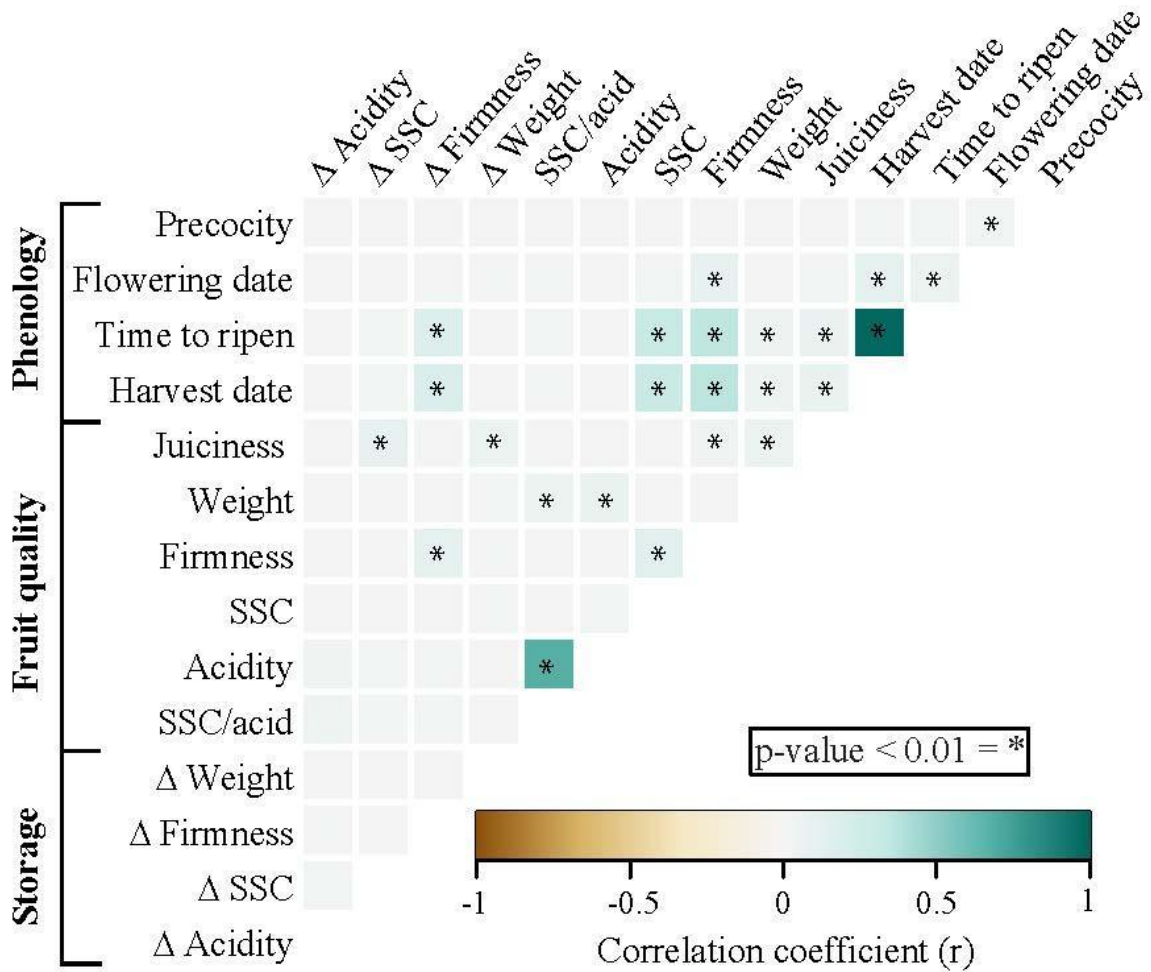 Δ Acidity
Δ SSC
Δ Firmness
Δ Weight
SSC/acid
Acidity
SSC
Firmness
Weight
Juiciness
Harvest date
Time to ripen
Flowering date
Precocity
Phenology
Precocity
*
Flowering date
* * *
Time to ripen
* * * * * *
Harvest date
* * * * *
Fruit quality
Juiciness
* * * *
Weight
* *
Firmness
* *
SSC
Acidity
*
SSC/acid
Storage
Δ Weight
Δ Firmness
Δ SSC
Δ Acidity
p-value < 0.01 = *
-1 -0.5 0 0.5 1
Correlation coefficient (r)